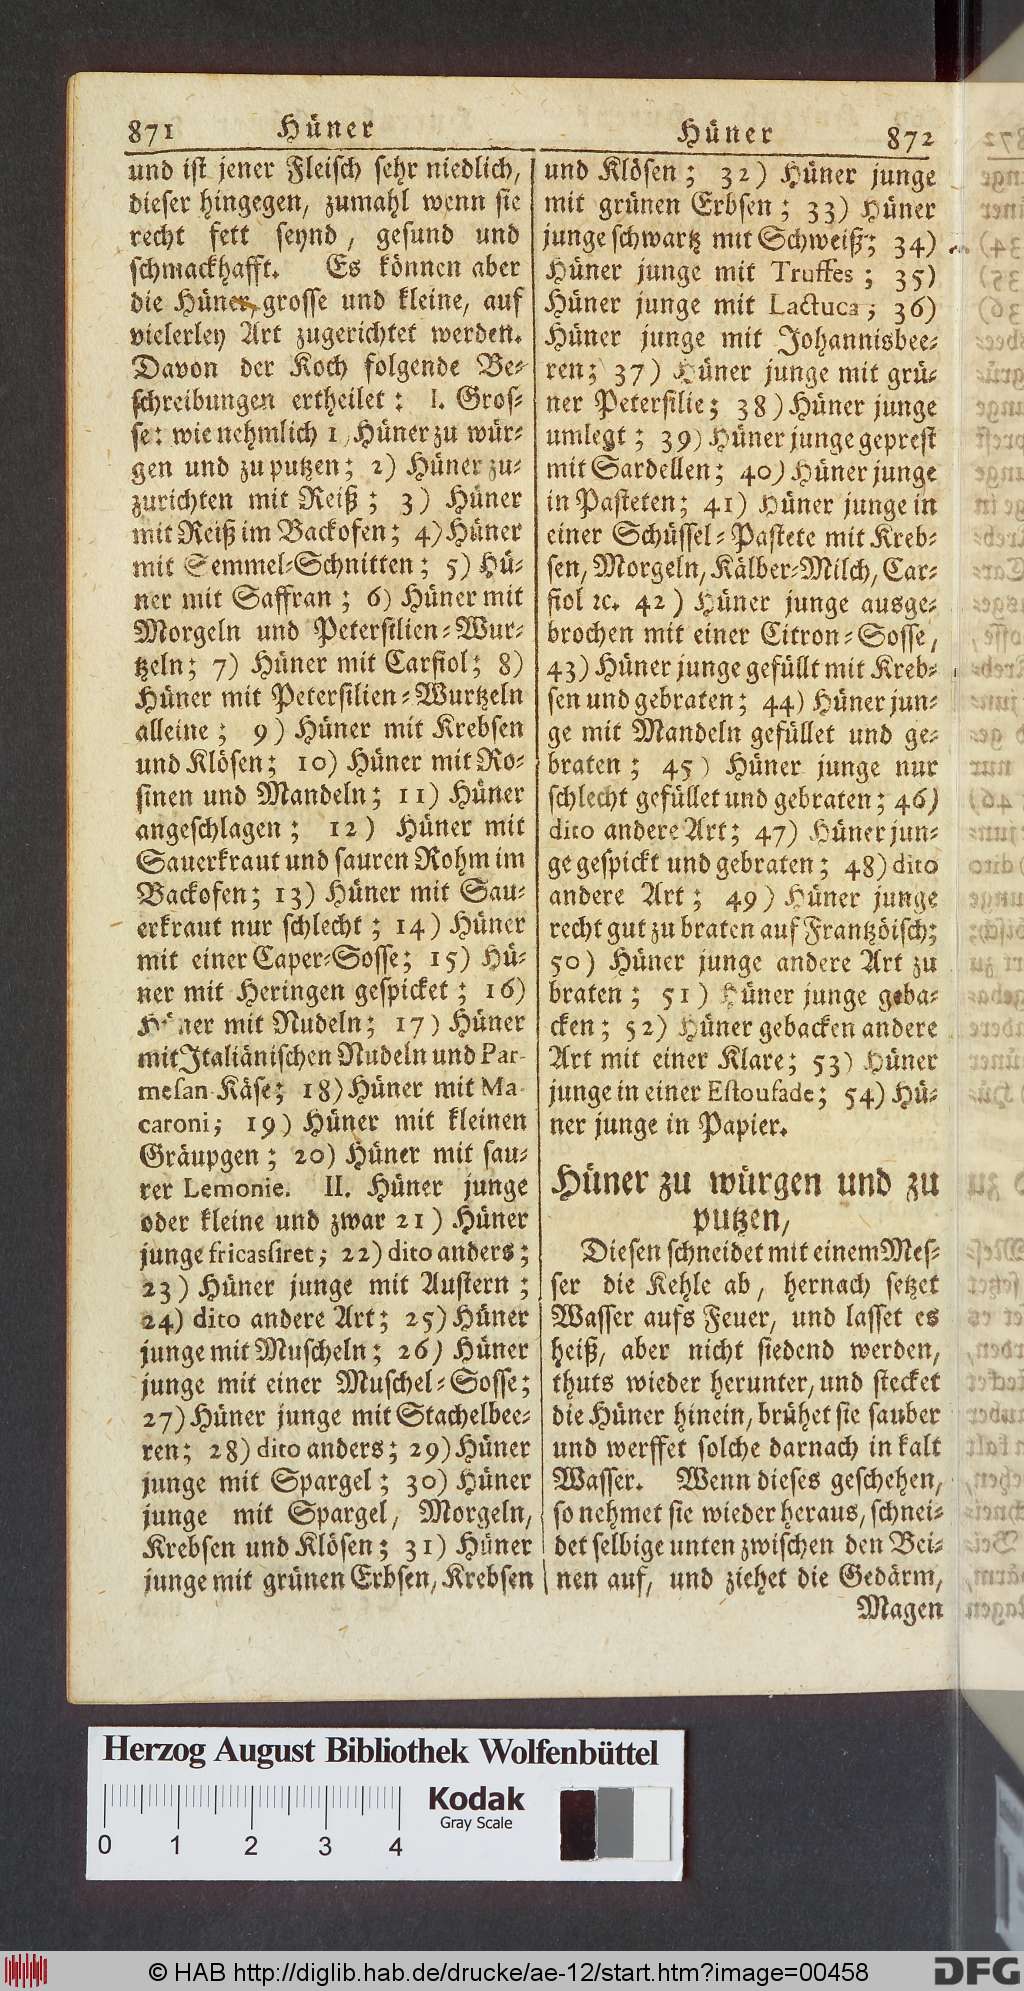 871 Hüner
und ist jener Fleisch sehr niedlich,
dieser hingegen, zumahl wenn sie
recht fett seynd, gesund und
schmackhafft. Es können aber
die Hüner, grosse und kleine, auf
vielerley Art zugerichtet werden.
Davon der Koch folgende Be-
schreibungen ertheilet: I. Gros-
se: wie nehmlich 1) Hüner zu wür-
gen und zu putzen; 2) Hüner zu-
zurichten mit Reiß; 3) Hüner
mit Reiß im Backofen; 4) Hüner
mit Semmel-Schnitten; 5) Hü-
ner mit Saffran; 6) Hüner mit
Morgeln und Petersilien-Wur-
tzeln; 7) Hüner mit Carfiol; 8)
Hüner mit Petersilien-Wurtzeln
alleine; 9) Hüner mit Krebsen
und Klösen; 10) Hüner mit Ro-
sinen und Mandeln; 11) Hüner
angeschlagen; 12) Hüner mit
Sauerkraut und sauren Rohm im
Backofen; 13) Hüner mit Sau-
erkraut nur schlecht; 14) Hüner
mit einer Caper-Sosse; 15) Hü-
ner mit Heringen gespicket; 16)
Hüner mit Nudeln; 17) Hüner
mit Italiänischen Nudeln und Par-
mesan-Käse; 18) Hüner mit Ma-
caroni; 19) Hüner mit kleinen
Gräupgen; 20) Hüner mit sau-
rer Lemonie. II. Hüner junge
oder kleine und zwar 21) Hüner
junge fricassiret; 22) dito anders;
23) Hüner junge mit Austern;
24) dito andere Art; 25) Hüner
junge mit Muscheln; 26) Hüner
junge mit einer Muschel-Sosse;
27) Hüner junge mit Stachelbee-
ren; 28) dito anders; 29) Hüner
junge mit Spargel; 30) Hüner
junge mit Spargel, Morgeln,
Krebsen und Klösen; 31) Hüner
junge mit grünen Erbsen, Krebsen
Hüner 872
und Klösen; 32) Hüner junge
mit grünen Erbsen; 33) Hüner
junge schwartz mit Schweiß; 34)
Hüner junge mit Truffes; 35)
Hüner junge mit Lactuca; 36)
Hüner junge mit Johannisbee-
ren; 37) Hüner junge mit grü-
ner Petersilie; 38) Hüner junge
umlegt; 39) Hüner junge geprest
mit Sardellen; 40) Hüner junge
in Pasteten; 41) Hüner junge in
einer Schüssel-Pastete mit Kreb-
sen, Morgeln, Kälber-Milch, Car-
fiol ꝛc. 42) Hüner junge ausge-
brochen mit einer Citron-Sosse,
43) Hüner junge gefüllt mit Kreb-
sen und gebraten; 44) Hüner jun-
ge mit Mandeln gefüllet und ge-
braten; 45) Hüner junge nur
schlecht gefüllet und gebraten; 46)
dito andere Art; 47) Hüner jun-
ge gespickt und gebraten; 48) dito
andere Art; 49) Hüner junge
recht gut zu braten auf Frantzöisch;
50) Hüner junge andere Art zu
braten; 51) Hüner junge geba-
cken; 52) Hüner gebacken andere
Art mit einer Klare; 53) Hüner
junge in einer Estoufade; 54) Hü-
ner junge in Papier.
Hüner zu würgen und zu
putzen,
Diesen schneidet mit einem Mes-
ser die Kehle ab, hernach setzet
Wasser aufs Feuer, und lasset es
heiß, aber nicht siedend werden,
thuts wieder herunter, und stecket
die Hüner hinein, brühet sie sauber
und werffet solche darnach in kalt
Wasser. Wenn dieses geschehen,
so nehmet sie wieder heraus, schnei-
det selbige unten zwischen den Bei-
nen auf, und ziehet die Gedärm,
Magen
Herzog August Bibliothek Wolfenbüttel
0 1 2 3 4
Kodak
Gray Scale
© HAB http://diglib.hab.de/drucke/ae-12/start.htm?image=00458
DFG